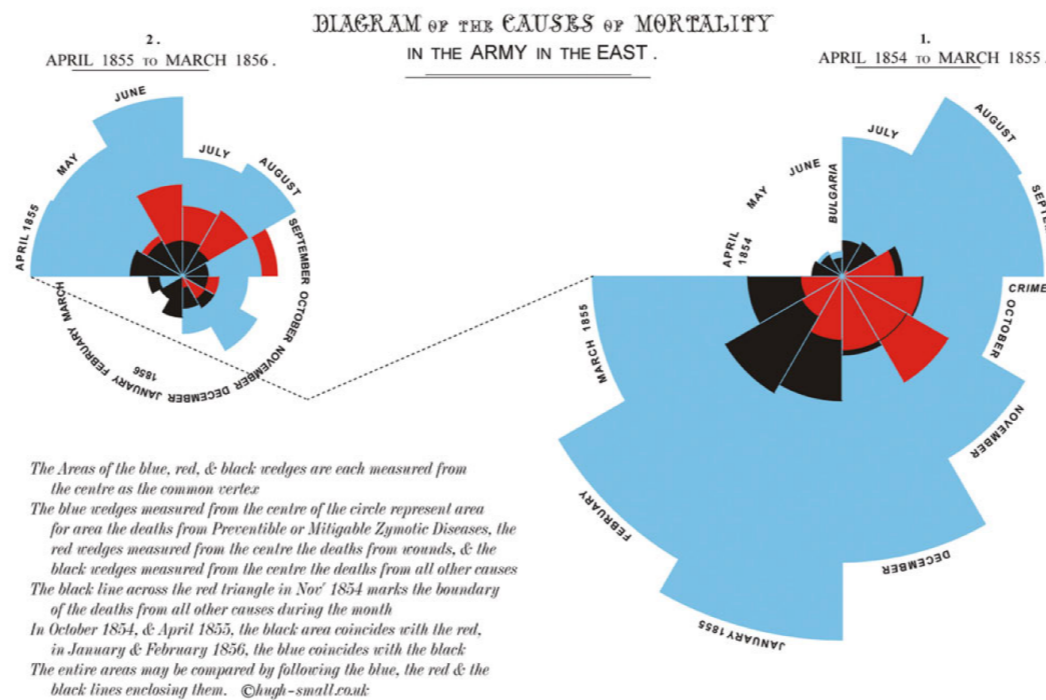 DIAGRAM OF THE CAUSES OF MORTALITY
IN THE ARMY IN THE EAST.
2.
APRIL 1855 TO MARCH 1856.
1.
APRIL 1854 TO MARCH 1855.
APRIL 1855
MAY
JUNE
JULY
AUGUST
SEPTEMBER
OCTOBER
NOVEMBER
DECEMBER
JANUARY
FEBRUARY
MARCH
1856
APRIL
1854
MAY
JUNE
BULGARIA
JULY
AUGUST
CRIME
OCTOBER
NOVEMBER
DECEMBER
JANUARY 1855
FEBRUARY
MARCH 1855
The Areas of the blue, red, & black wedges are each measured from
the centre as the common vertex
The blue wedges measured from the centre of the circle represent area
for area the deaths from Preventible or Mitigable Zymotic Diseases, the
red wedges measured from the centre the deaths from wounds, & the
black wedges measured from the centre the deaths from all other causes
The black line across the red triangle in Nov' 1854 marks the boundary
of the deaths from all other causes during the month
In October 1854, & April 1855, the black area coincides with the red,
in January & February 1856, the blue coincides with the black
The entire areas may be compared by following the blue, the red & the
black lines enclosing them. ©hugh-small.co.uk